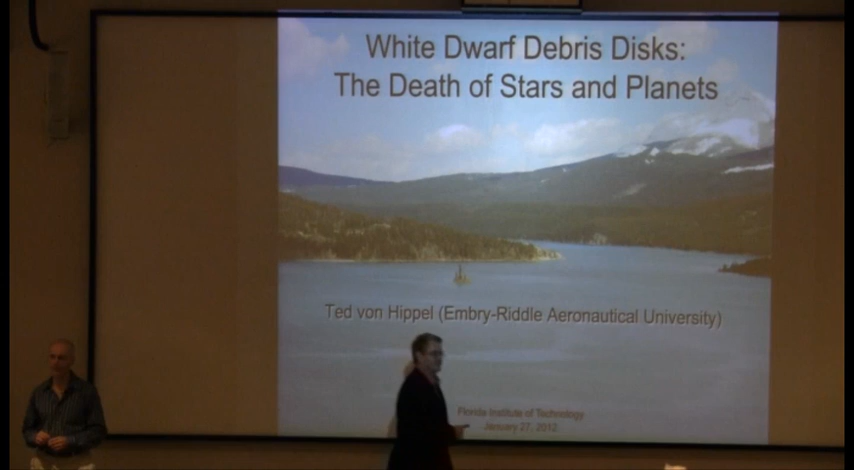 White Dwarf Debris Disks:
The Death of Stars and Planets
Ted von Hippel (Embry-Riddle Aeronautical University)
Florida Institute of Technology
January 27, 2012